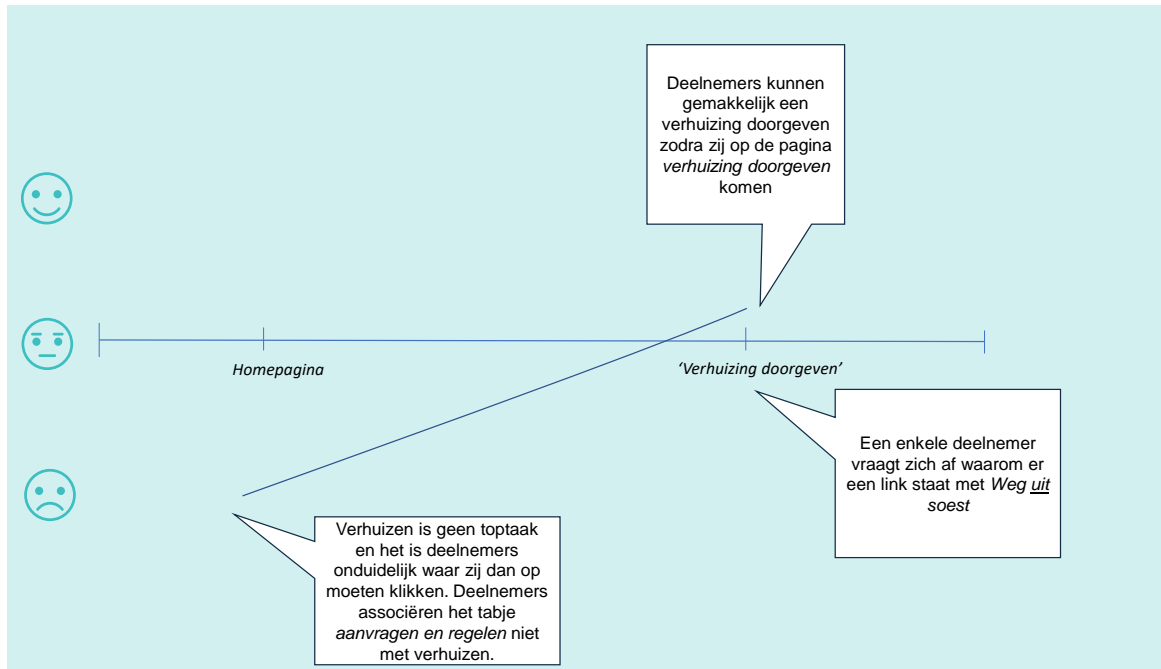 Deelnemers kunnen
gemakkelijk een
verhuizing doorgeven
zodra zij op de pagina
verhuizing doorgeven
komen
Homepagina
‘Verhuizing doorgeven’
Een enkele deelnemer
vraagt zich af waarom er
een link staat met Weg uit
soest
Verhuizen is geen toptaak
en het is deelnemers
onduidelijk waar zij dan op
moeten klikken. Deelnemers
associëren het tabje
aanvragen en regelen niet
met verhuizen.